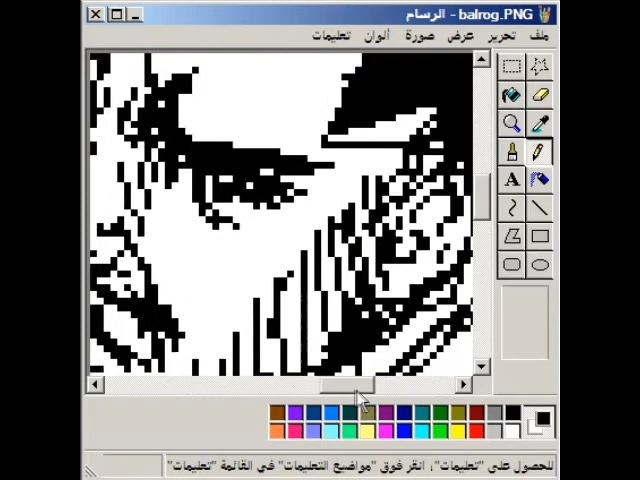 balrog.PNG - الرسام
ملف تحرير عرض صورة ألوان تعليمات
A
للحصول على "تعليمات"، انقر فوق "مواضيع التعليمات" في القائمة "تعليمات"